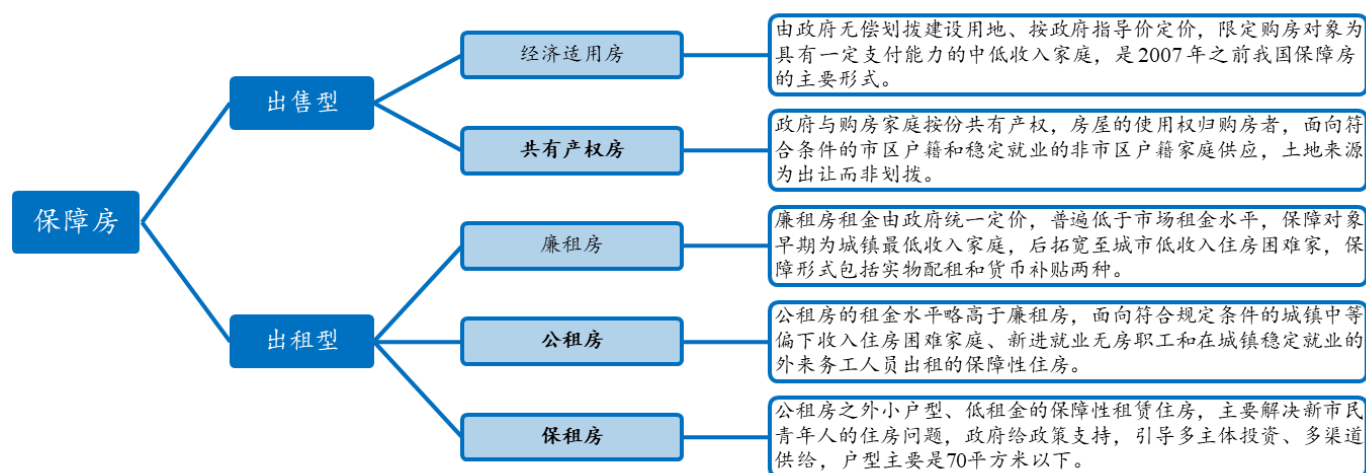 保障房
出售型
经济适用房
由政府无偿划拨建设用地、按政府指导价定价，限定购房对象为
具有一定支付能力的中低收入家庭，是2007年之前我国保障房
的主要形式。
共有产权房
政府与购房家庭按份共有产权，房屋的使用权归购房者，面向符
合条件的市区户籍和稳定就业的非市区户籍家庭供应，土地来源
为出让而非划拨。
出租型
廉租房
廉租房租金由政府统一定价，普遍低于市场租金水平，保障对象
早期为城镇最低收入家庭，后拓宽至城市低收入住房困难家，保
障形式包括实物配租和货币补贴两种。
公租房
公租房的租金水平略高于廉租房，面向符合规定条件的城镇中等
偏下收入住房困难家庭、新进就业无房职工和在城镇稳定就业的
外来务工人员出租的保障性住房。
保租房
公租房之外小户型、低租金的保障性租赁住房，主要解决新市民
青年人的住房问题，政府给政策支持，引导多主体投资、多渠道
供给，户型主要是70平方米以下。